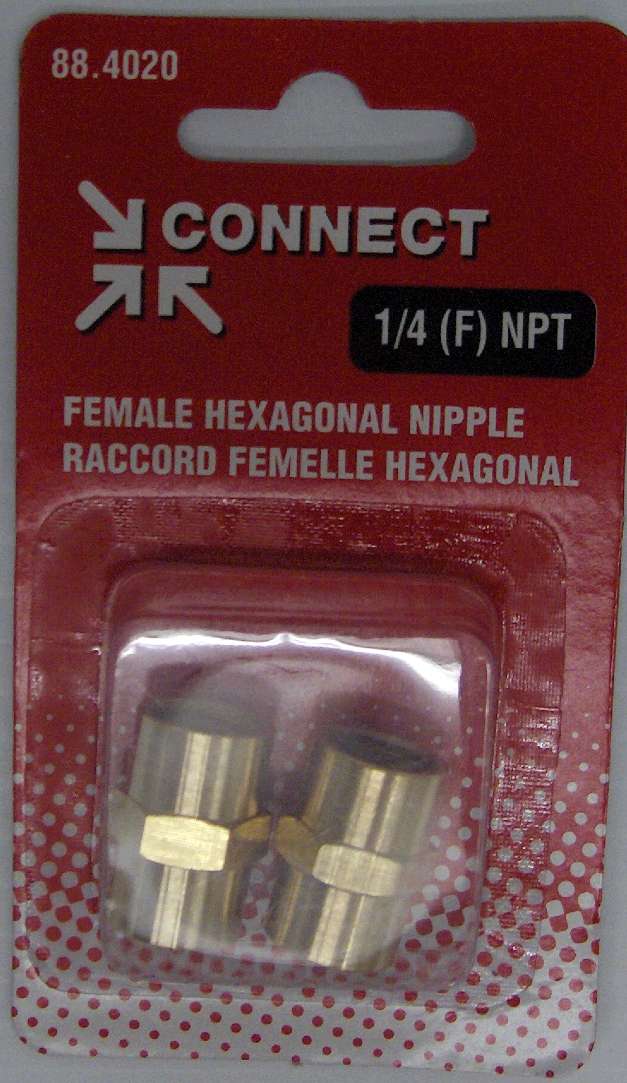 88.4020
CONNECT
1/4 (F) NPT
FEMALE HEXAGONAL NIPPLE
RACCORD FEMELLE HEXAGONAL